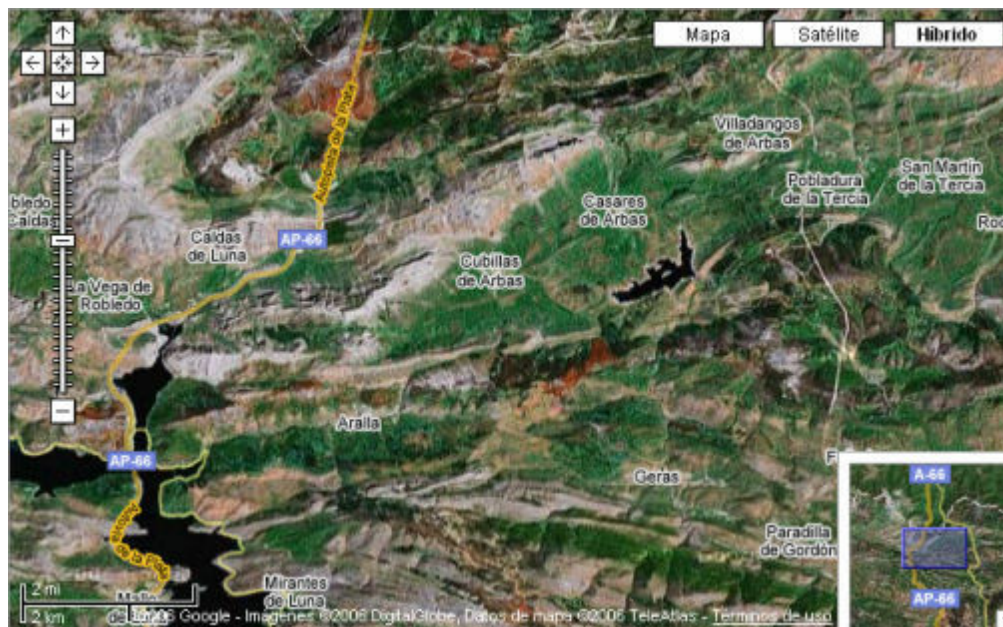 Mapa
Satélite
Híbrido
Autopista de la Plata
Villadangos
de Arbas
Pobladura
de la Tercia
San Martín
de la Tercia
Casares
de Arbas
Caldas
de Luna
AP-66
Cubillas
de Arbas
La Vega de
Robledo
Aralla
AP-66
Geras
Paradilla
de Gordón
Mirantes
de Luna
A-66
AP-66
2 mi
2 km
Google - Imágenes ©2006 DigitalGlobe, Datos de mapa ©2006 TeleAtlas - Términos de uso